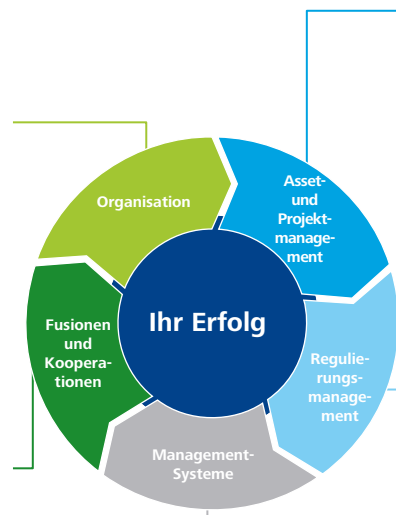 Organisation
Asset-
und
Projekt-
manage-
ment
Ihr Erfolg
Fusionen
und
Koopera-
tionen
Regulie-
rungs-
manage-
ment
Management-
Systeme